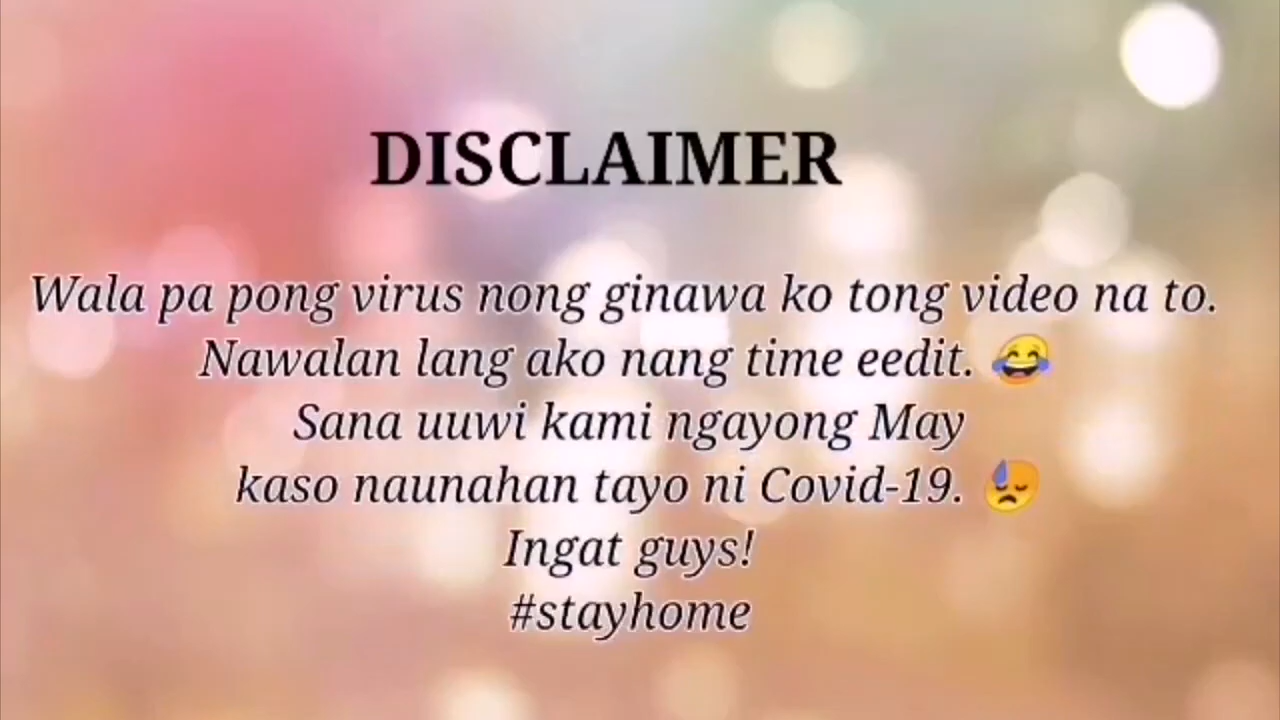 DISCLAIMER
Wala pa pong virus nong ginawa ko tong video na to.
Nawalan lang ako nang time eedit. 😂
Sana uuwi kami ngayong May
kaso naunahan tayo ni Covid-19. 😓
Ingat guys!
#stayhome